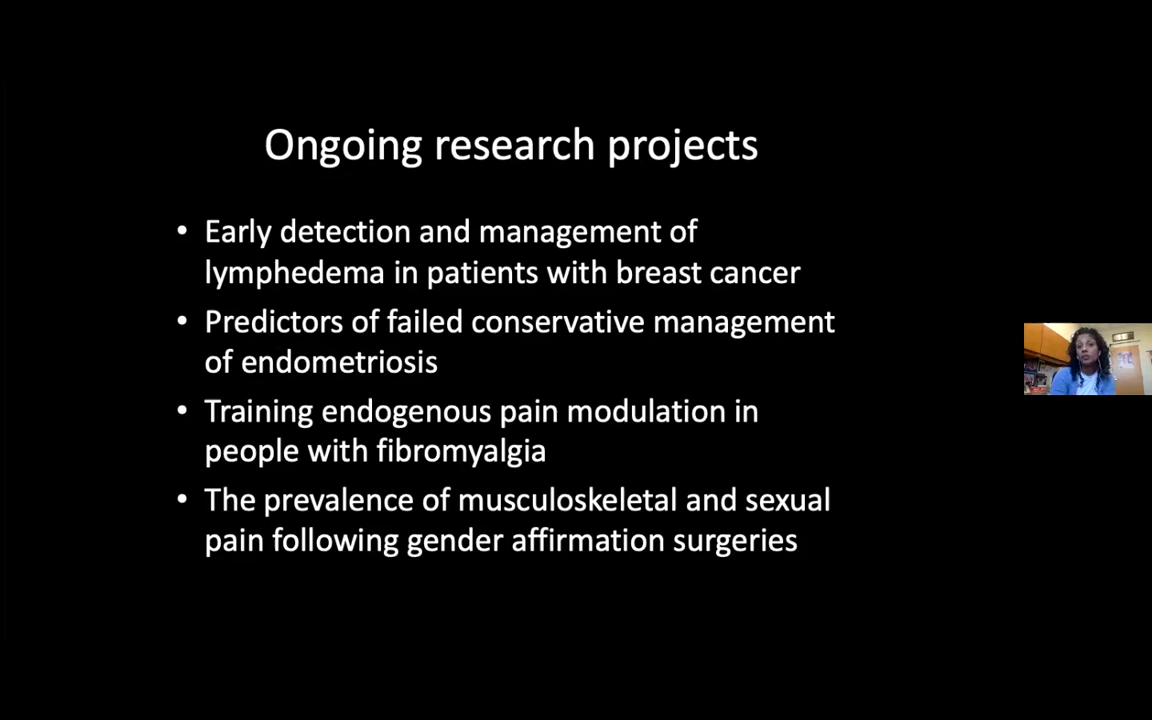 Ongoing research projects
• Early detection and management of
lymphedema in patients with breast cancer
• Predictors of failed conservative management
of endometriosis
• Training endogenous pain modulation in
people with fibromyalgia
• The prevalence of musculoskeletal and sexual
pain following gender affirmation surgeries